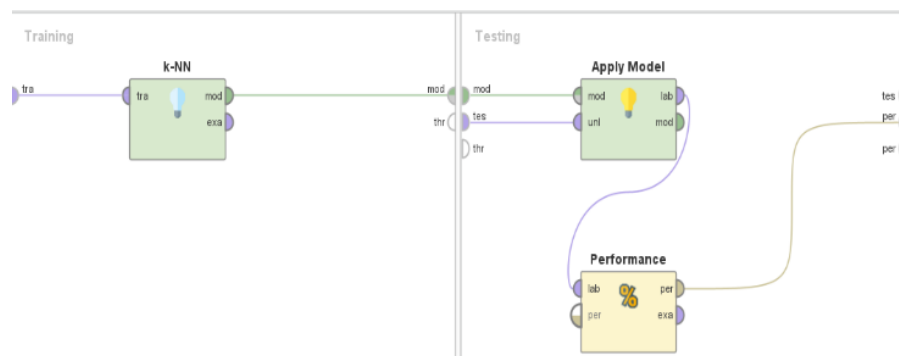 Training
k-NN
tra
tra
mod
exa
mod
thr
Testing
Apply Model
mod
tes
thr
mod
unl
lab
mod
tes
per
per
Performance
lab
per
%
per
exa